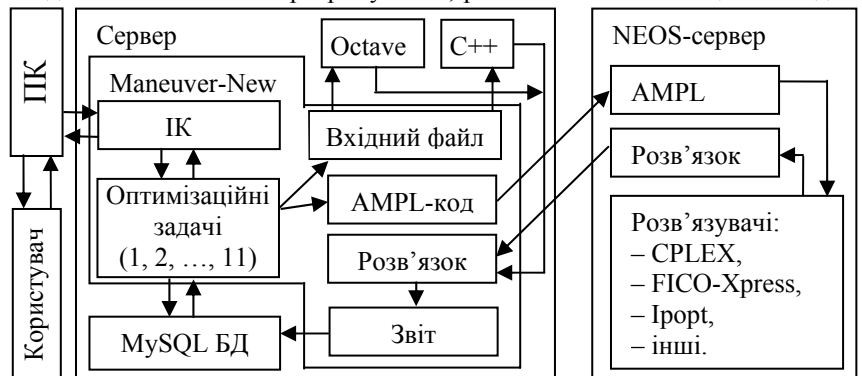 ПК
Користувач
Сервер
Maneuver-New
ІК
Оптимізаційні
задачі
(1, 2, …, 11)
MySQL БД
Octave
C++
Вхідний файл
AMPL-код
Розв’язок
Звіт
NEOS-сервер
AMPL
Розв’язок
Розв’язувачі:
– CPLEX,
– FICO-Xpress,
– Ipopt,
– інші.